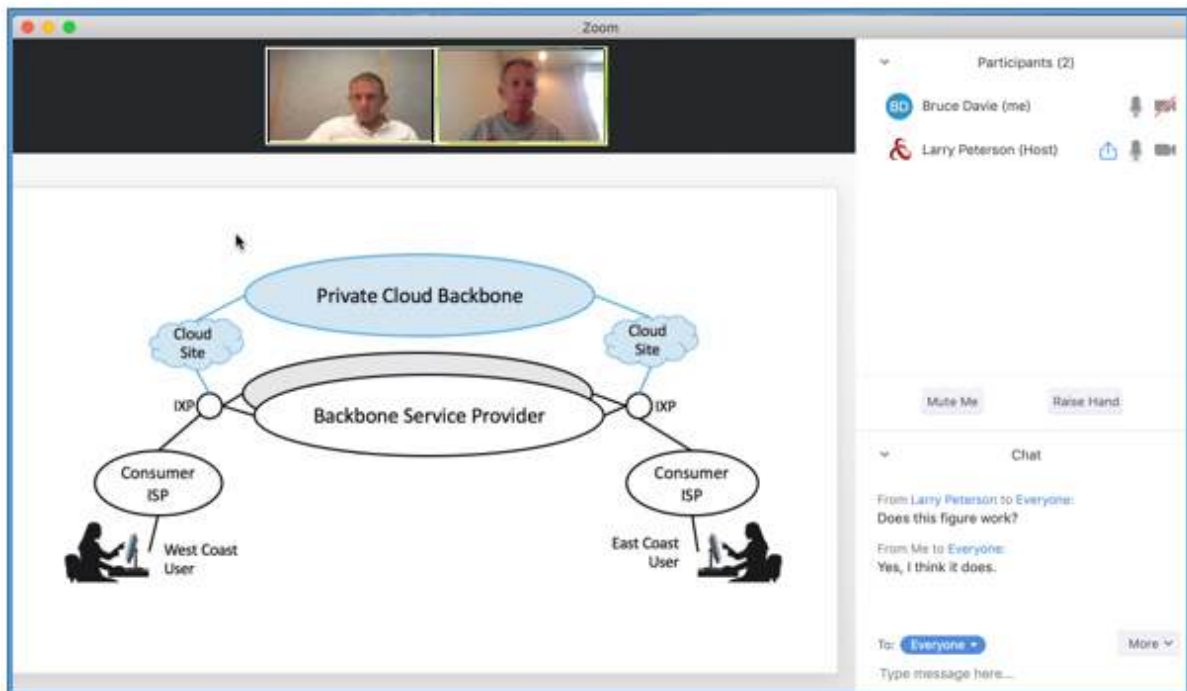 Zoom
Participants (2)
BD
Bruce Davie (me)
Larry Peterson (Host)
Private Cloud Backbone
Cloud
Site
Cloud
Site
IXP
Backbone Service Provider
IXP
Consumer
ISP
Consumer
ISP
West Coast
User
East Coast
User
Mute Me
Raise Hand
Chat
From Larry Peterson to Everyone:
Does this figure work?
From Me to Everyone:
Yes, I think it does.
To: Everyone
More
Type message here...